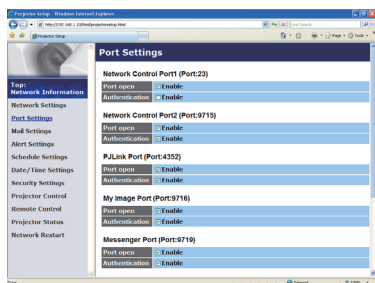 Projector Setup - Windows Internet Explorer
Live Search
Projector Setup
Page
Tools
Top:
Network Information
Network Settings
Port Settings
Mail Settings
Alert Settings
Schedule Settings
Date/Time Settings
Security Settings
Projector Control
Remote Control
Projector Status
Network Restart
Port Settings
Network Control Port1 (Port:23)
Port open Enable
Authentication Enable
Network Control Port2 (Port:9715)
Port open Enable
Authentication Enable
PJLink Port (Port:4352)
Port open Enable
Authentication Enable
My Image Port (Port:9716)
Port open Enable
Authentication Enable
Messenger Port (Port:9719)
Port open Enable
Authentication Enable
Internet
100%